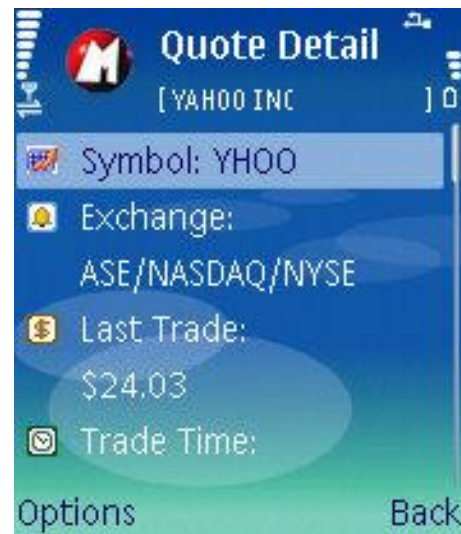 Quote Detail
[YAHOO INC ]
Symbol: YHOO
Exchange:
ASE/NASDAQ/NYSE
Last Trade:
$24.03
Trade Time:
Options Back